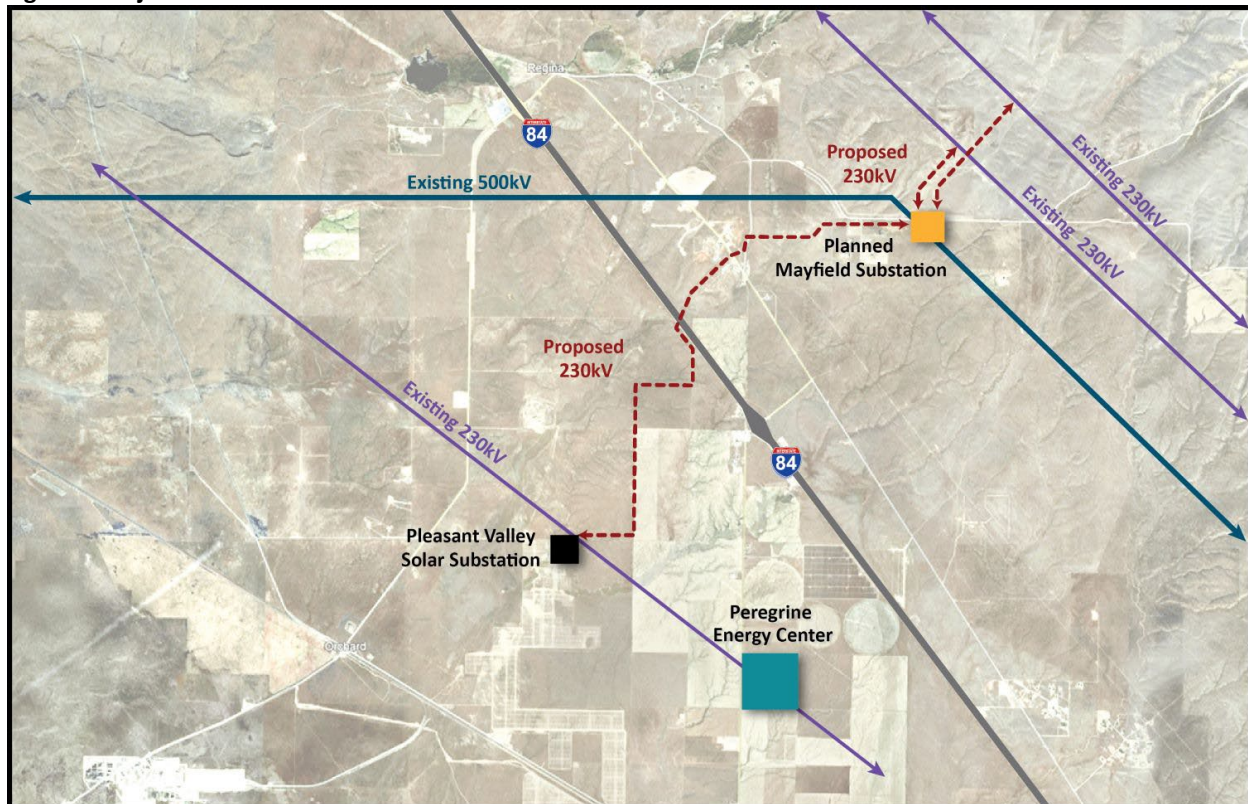 Regina
INTERSTATE
84
Existing 500kV
Proposed
230kV
Existing 230kV
Existing 230kV
Planned
Mayfield Substation
Proposed
230kV
Existing 230kV
84
Pleasant Valley
Solar Substation
Peregrine
Energy Center
Orchard